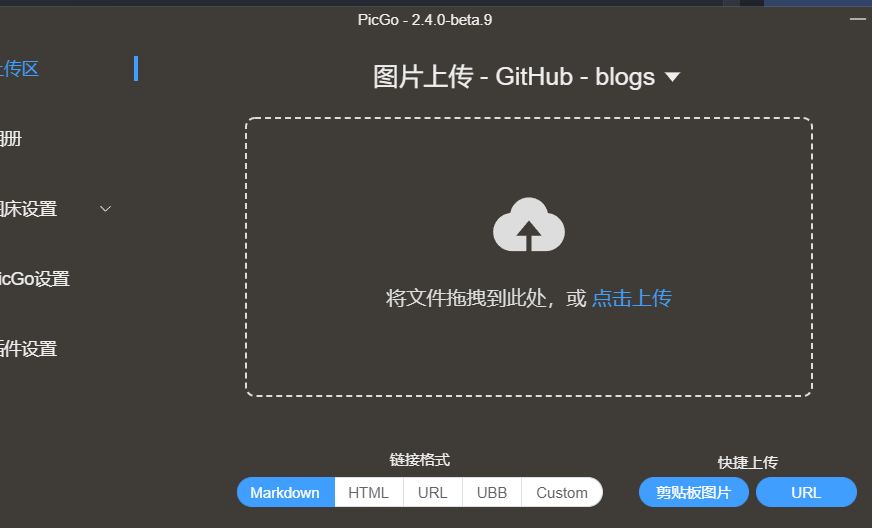 PicGo - 2.4.0-beta.9
上传区
图片上传 - GitHub - blogs
册
床设置
icGo设置
件设置
将文件拖拽到此处，或 点击上传
链接格式
Markdown HTML URL UBB Custom
快捷上传
剪贴板图片 URL